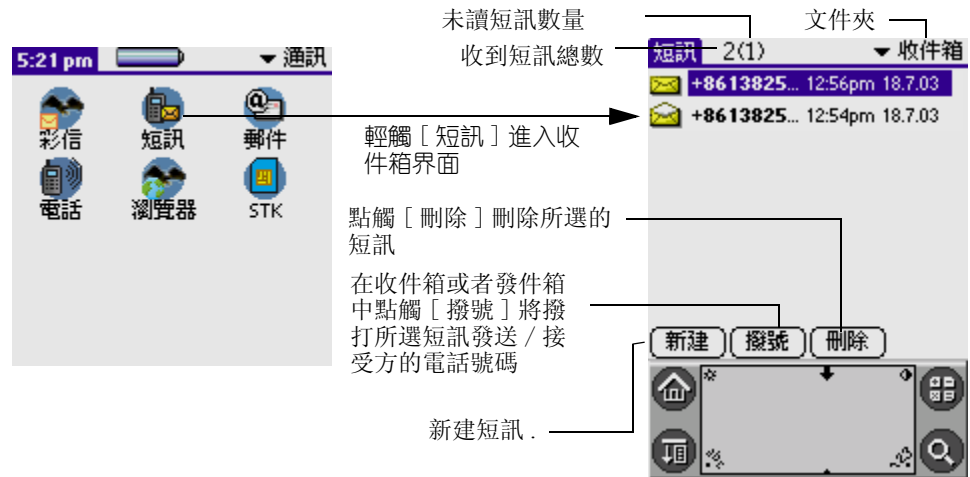 未讀短訊數量
文件夾
收到短訊總數
5:21 pm
通訊
彩信
短訊
郵件
電話
瀏覽器
STK
短訊 2(1) 收件箱
+8613825... 12:56pm 18.7.03
+8613825... 12:54pm 18.7.03
輕觸 [ 短訊 ] 進入收
件箱界面
點觸 [ 刪除 ] 刪除所選的
短訊
在收件箱或者發件箱
中點觸 [ 撥號 ] 將撥
打所選短訊發送 / 接
受方的電話號碼
新建短訊 .
新建
撥號
刪除